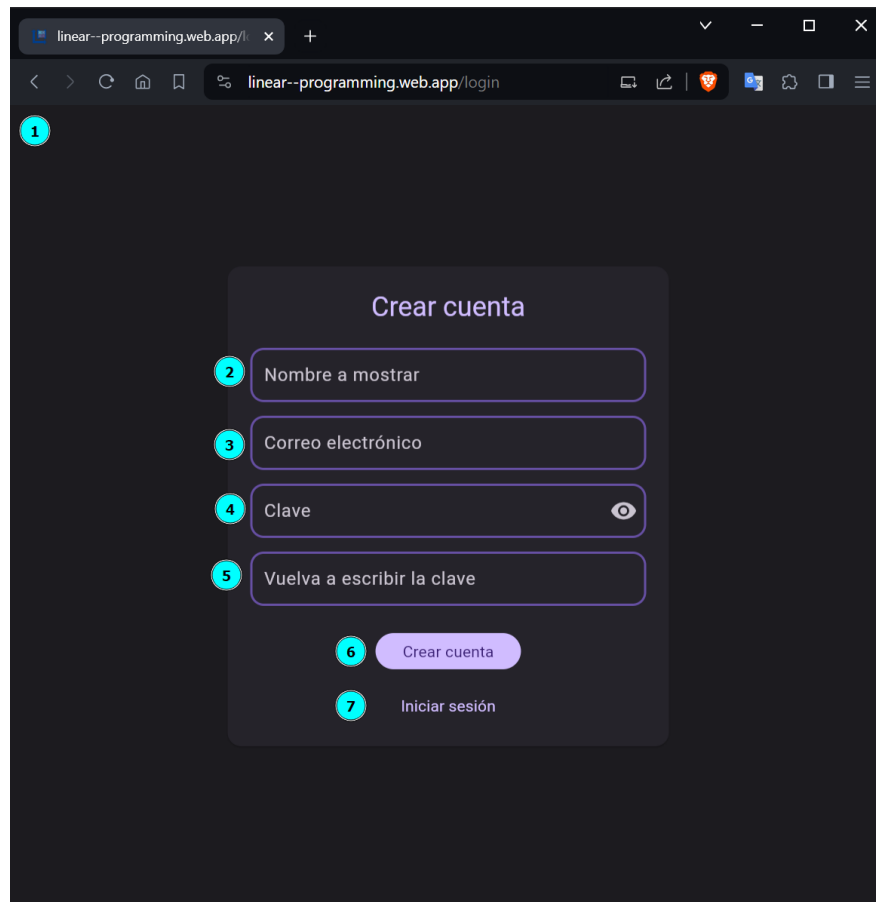 linear--programming.web.app/l
linear--programming.web.app/login
1
Crear cuenta
2 Nombre a mostrar
3 Correo electrónico
4 Clave
5 Vuelva a escribir la clave
6 Crear cuenta
7 Iniciar sesión